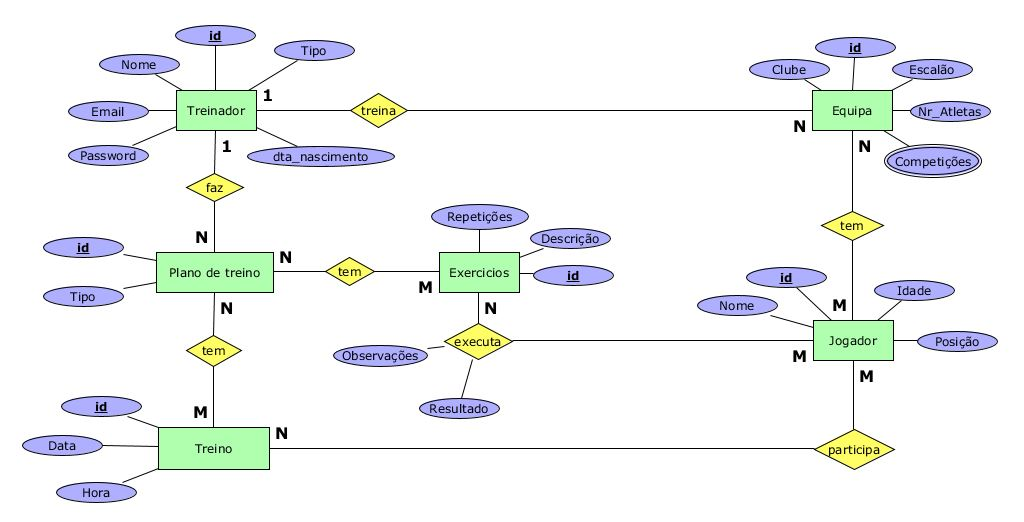 id
Nome
Tipo
Email
Treinador
1
Password
1
dta_nascimento
treina
id
Clube
Escalão
Equipa
Nr_Atletas
N
N
Competições
faz
N
id
Plano de treino
N
Tipo
N
tem
Repetições
Descrição
Exercicios
id
M
N
tem
id
Nome
Idade
M
Jogador
Posição
M
M
tem
M
executa
Observações
Resultado
id
Data
Treino
N
Hora
participa